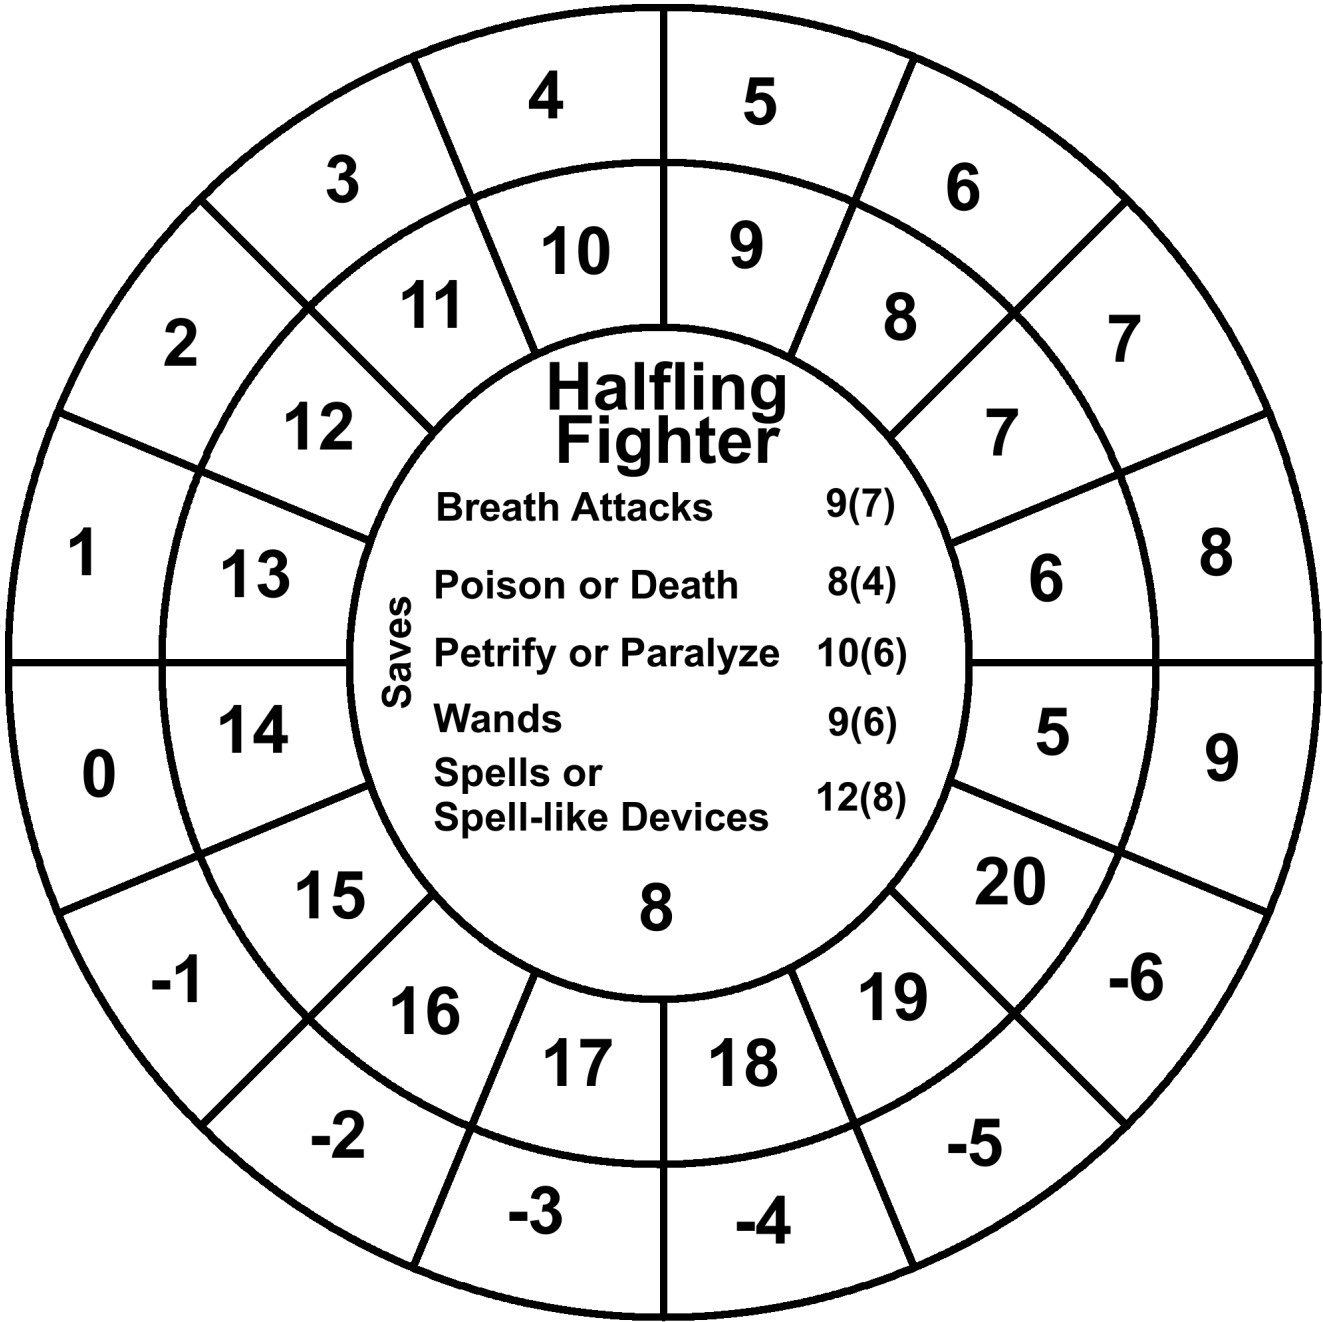 4 5
3 6
2 7
1 8
0 9
-1 -6
-2 -5
-3 -4
10 9
11 8
12 7
13 6
14 5
15 20
16 19
17 18
Halfling
Fighter
Saves
Breath Attacks 9(7)
Poison or Death 8(4)
Petrify or Paralyze 10(6)
Wands 9(6)
Spells or
Spell-like Devices 12(8)
8